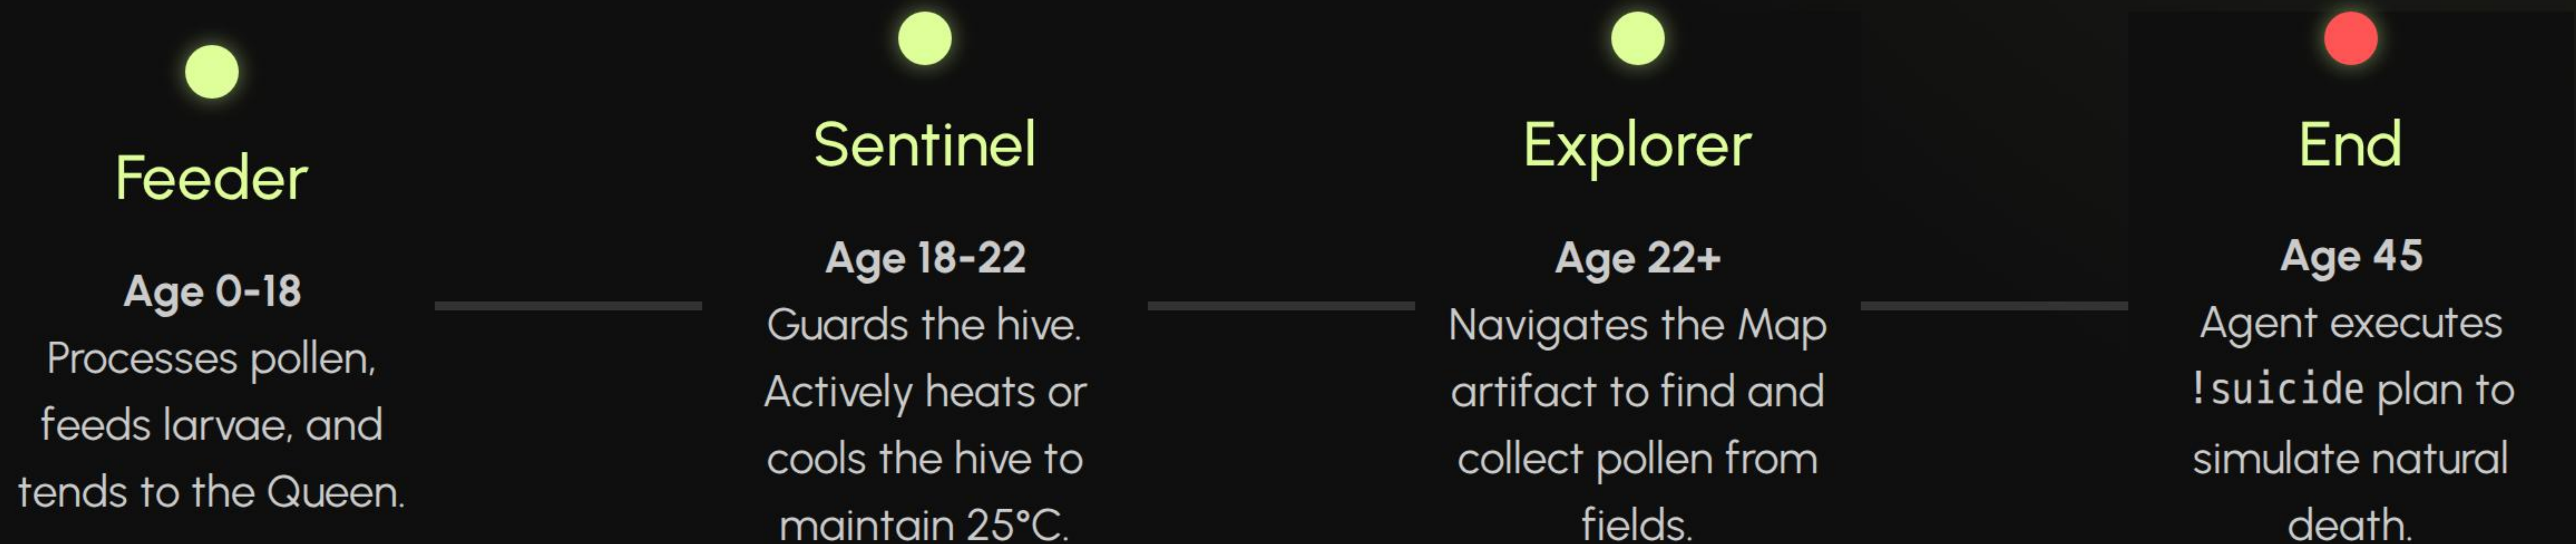 Feeder
Age 0-18
Processes pollen,
feeds larvae, and
tends to the Queen.
Sentinel
Age 18-22
Guards the hive.
Actively heats or
cools the hive to
maintain 25°C.
Explorer
Age 22+
Navigates the Map
artifact to find and
collect pollen from
fields.
End
Age 45
Agent executes
!suicide plan to
simulate natural
death.